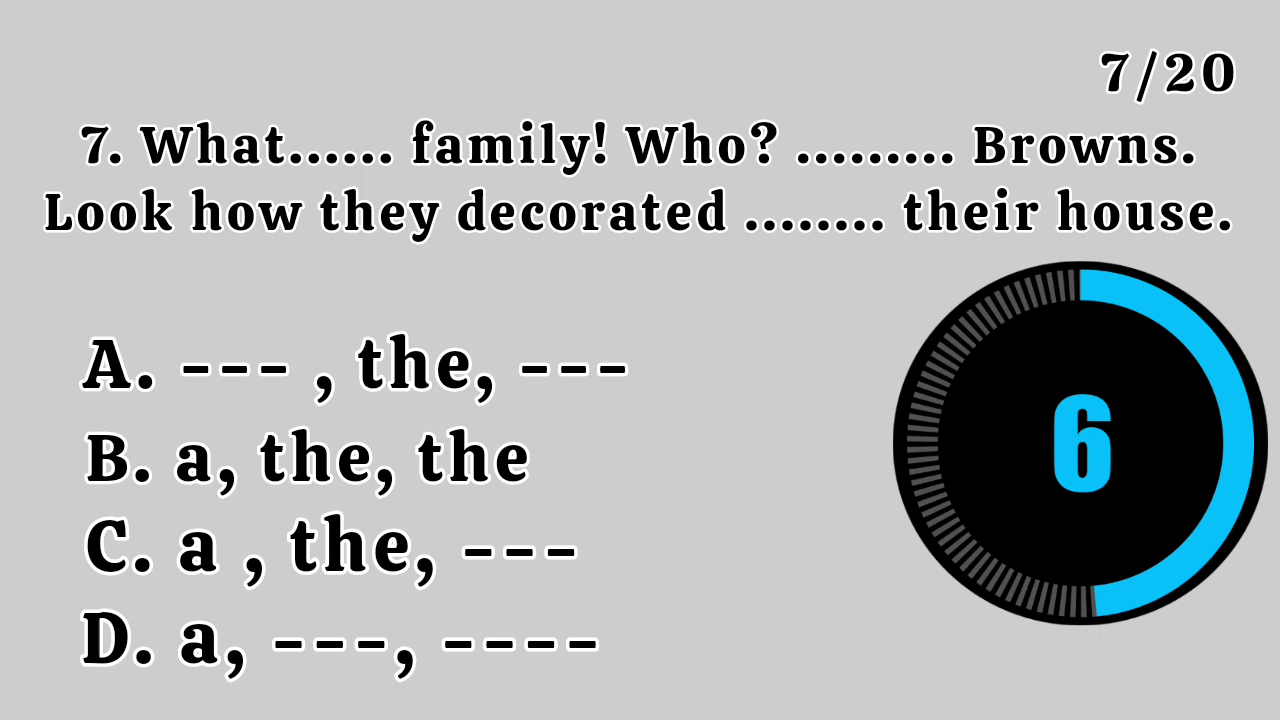 7/20
7. What...... family! Who? ......... Browns.
Look how they decorated ........ their house.
A. --- , the, ---
B. a, the, the
C. a , the, ---
D. a, ---, ----
6